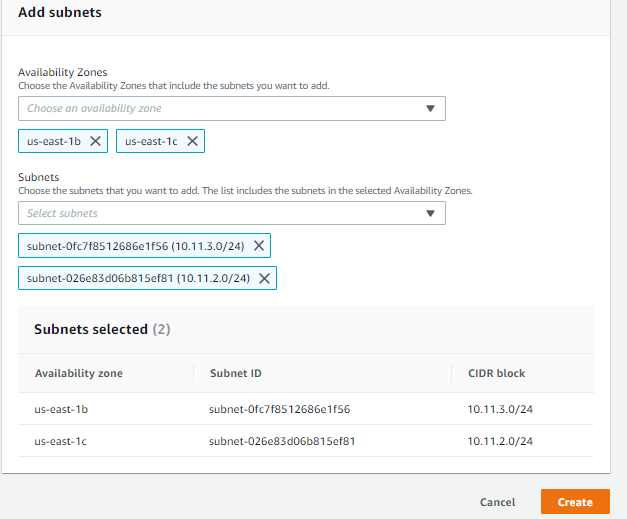 Add subnets
Availability Zones
Choose the Availability Zones that include the subnets you want to add.
Choose an availability zone
us-east-1b us-east-1c
Subnets
Choose the subnets that you want to add. The list includes the subnets in the selected Availability Zones.
Select subnets
subnet-0fc7f8512686e1f56 (10.11.3.0/24)
subnet-026e83d06b815ef81 (10.11.2.0/24)
Subnets selected (2)
Availability zone Subnet ID CIDR block
us-east-1b subnet-0fc7f8512686e1f56 10.11.3.0/24
us-east-1c subnet-026e83d06b815ef81 10.11.2.0/24
Cancel Create